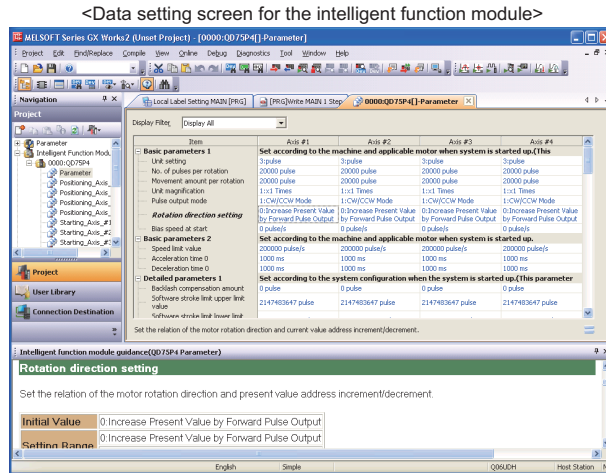 <Data setting screen for the intelligent function module>
MELSOFT Series GX Works2 (Unset Project) - [0000:QD75P4[]-Parameter]
Project Edit Find/Replace Compile View Online Debug Diagnostics Tool Window Help
Navigation
Local Label Setting MAIN [PRG] [PRG]Write MAIN 1 Step 0000:QD75P4[]-Parameter
Project
Display Filter Display All
Parameter
Intelligent Function Modu
0000:QD75P4
Parameter
Positioning_Axis_
Positioning_Axis_
Positioning_Axis_
Positioning_Axis_
Starting_Axis_#1
Starting_Axis_#2
Starting_Axis_#3
Project
User Library
Connection Destination
Item Axis #1 Axis #2 Axis #3 Axis #4
Basic parameters 1 Set according to the machine and applicable motor when system is started up.(This
Unit setting 3:pulse 3:pulse 3:pulse 3:pulse
No. of pulses per rotation 20000 pulse 20000 pulse 20000 pulse 20000 pulse
Movement amount per rotation 20000 pulse 20000 pulse 20000 pulse 20000 pulse
Unit magnification 1:x1 Times 1:x1 Times 1:x1 Times 1:x1 Times
Pulse output mode 1:CW/CCW Mode 1:CW/CCW Mode 1:CW/CCW Mode 1:CW/CCW Mode
Rotation direction setting 0:Increase Present Value 0:Increase Present Value 0:Increase Present Value 0:Increase Present Value
by Forward Pulse Output by Forward Pulse Output by Forward Pulse Output by Forward Pulse Output
Bias speed at start 0 pulse/s 0 pulse/s 0 pulse/s 0 pulse/s
Basic parameters 2 Set according to the machine and applicable motor when system is started up.
Speed limit value 200000 pulse/s 200000 pulse/s 200000 pulse/s 200000 pulse/s
Acceleration time 0 1000 ms 1000 ms 1000 ms 1000 ms
Deceleration time 0 1000 ms 1000 ms 1000 ms 1000 ms
Detailed parameters 1 Set according to the system configuration when the system is started up.(This parameter
Backlash compensation amount 0 pulse 0 pulse 0 pulse 0 pulse
Software stroke limit upper limit
value 2147483647 pulse 2147483647 pulse 2147483647 pulse 2147483647 pulse
Software stroke limit lower limit
Set the relation of the motor rotation direction and current value address increment/decrement.
Intelligent function module guidance(QD75P4 Parameter)
Rotation direction setting
Set the relation of the motor rotation direction and present value address increment/decrement.
Initial Value 0:Increase Present Value by Forward Pulse Output
Setting Range 0:Increase Present Value by Forward Pulse Output
English Simple Q06UDH Host Station